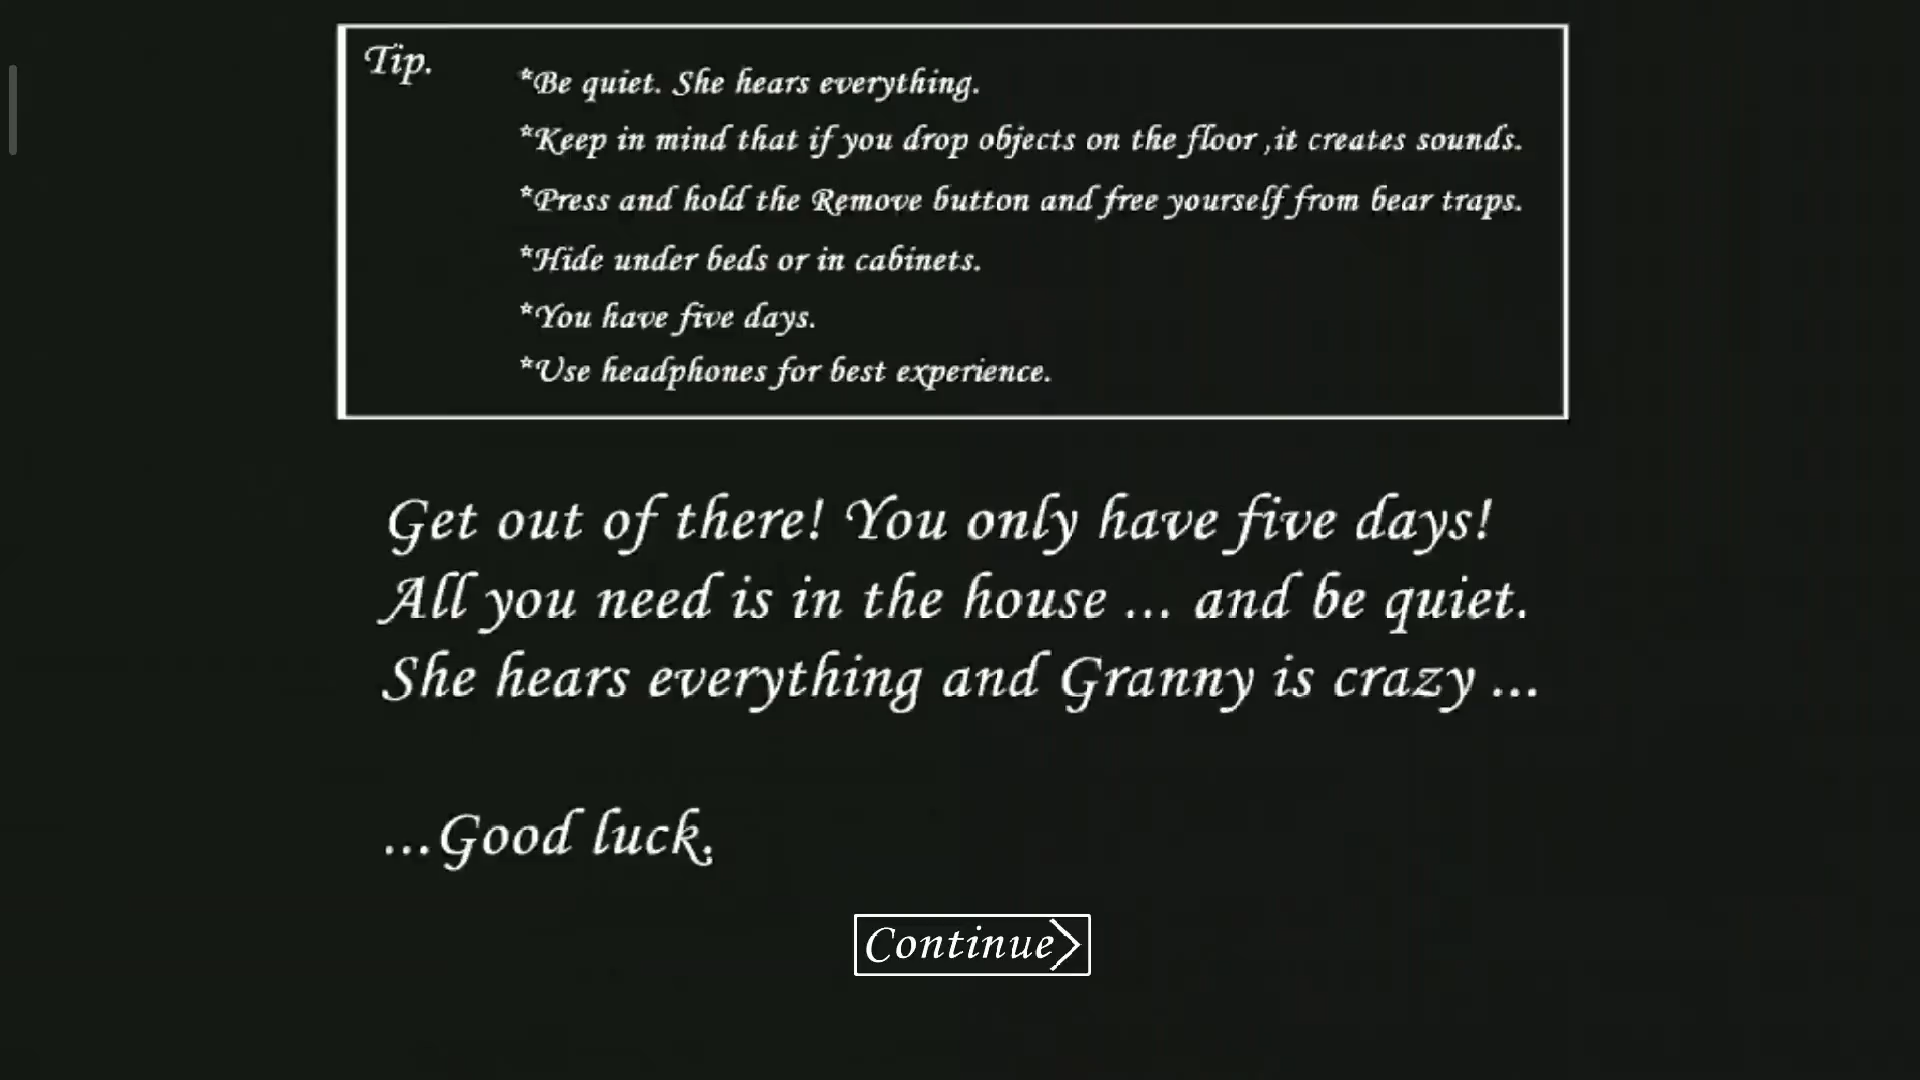 Tip.
*Be quiet. She hears everything.
*Keep in mind that if you drop objects on the floor ,it creates sounds.
*Press and hold the Remove button and free yourself from bear traps.
*Hide under beds or in cabinets.
*You have five days.
*Use headphones for best experience.
Get out of there! You only have five days!
All you need is in the house ... and be quiet.
She hears everything and Granny is crazy ...
...Good luck.
Continue>